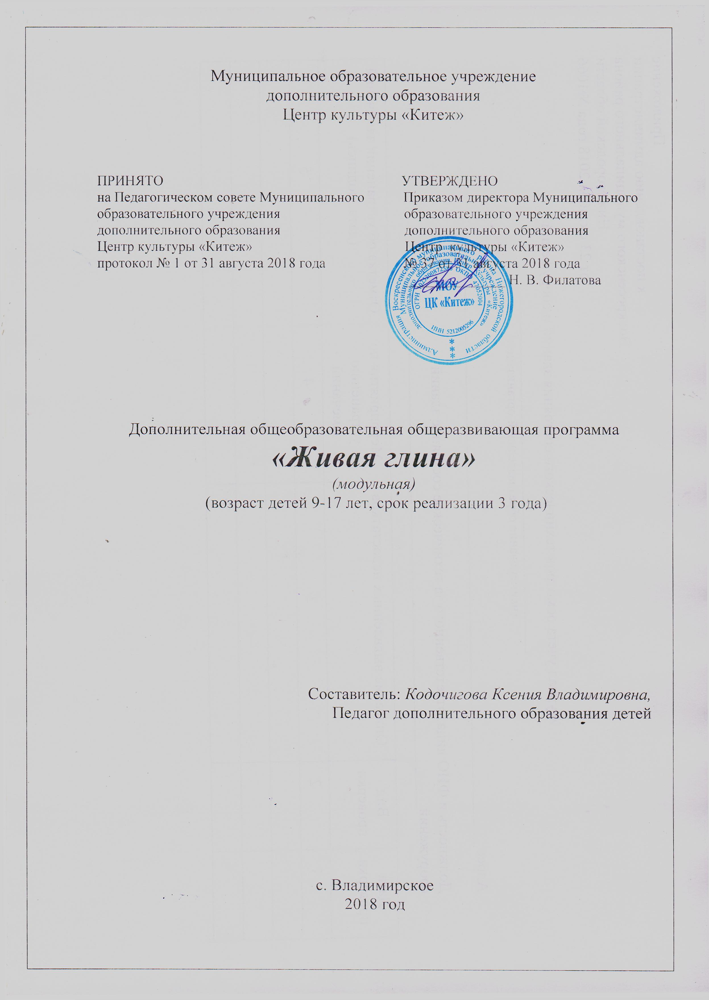 Муниципальное образовательное учреждение
дополнительного образования
Центр культуры «Китеж»
ПРИНЯТО
на Педагогическом совете Муниципального
образовательного учреждения
дополнительного образования
Центр культуры «Китеж»
протокол № 1 от 31 августа 2018 года
УТВЕРЖДЕНО
Приказом директора Муниципального
образовательного учреждения
дополнительного образования
Центр культуры «Китеж»
№ 37 от 31 августа 2018 года
Н. В. Филатова
Администрация Воскресенского муниципального района Нижегородской области
Муниципальное образовательное учреждение
дополнительного образования Центр культуры «Китеж»
ОГРН ОКПО 47052004
МОУ
ЦК «Китеж»
ИНН 5212005296
* * *
Дополнительная общеобразовательная общеразвивающая программа
«Живая глина»
(модульная)
(возраст детей 9-17 лет, срок реализации 3 года)
Составитель: Кодочигова Ксения Владимировна,
Педагог дополнительного образования детей
с. Владимирское
2018 год